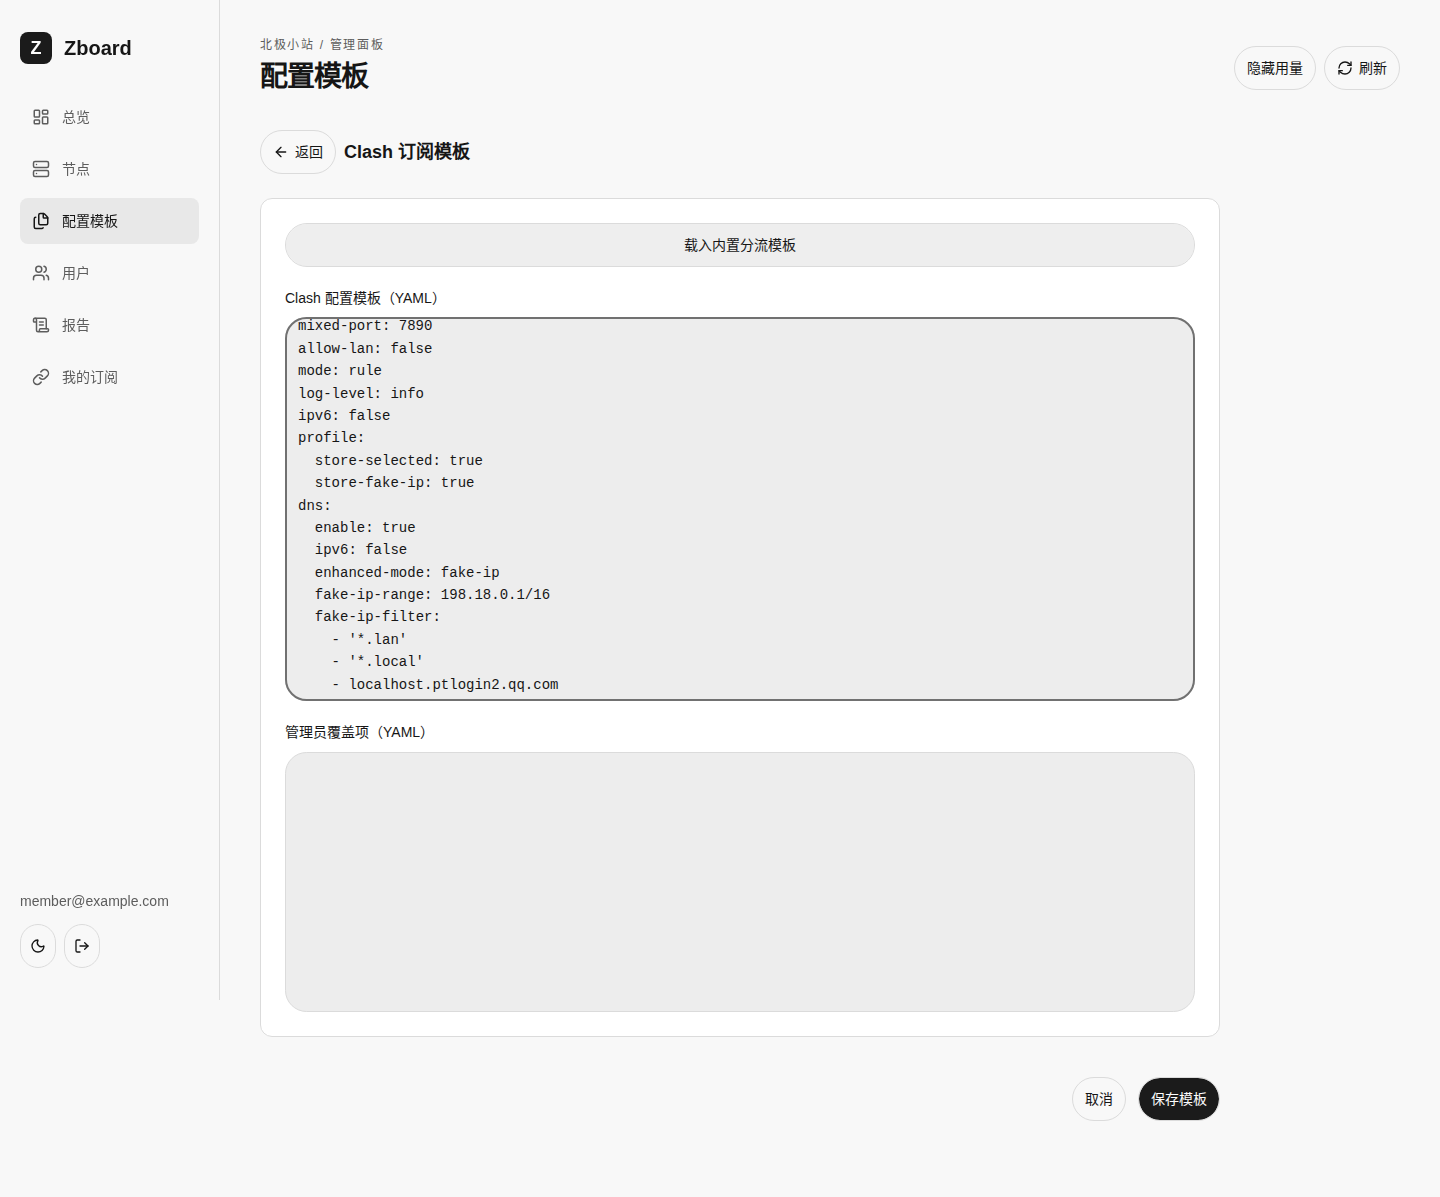 Z Zboard
总览
节点
配置模板
用户
报告
我的订阅
member@example.com
北极小站 / 管理面板
配置模板
隐藏用量
刷新
返回
Clash 订阅模板
载入内置分流模板
Clash 配置模板（YAML）
mixed-port: 7890
allow-lan: false
mode: rule
log-level: info
ipv6: false
profile:
  store-selected: true
  store-fake-ip: true
dns:
  enable: true
  ipv6: false
  enhanced-mode: fake-ip
  fake-ip-range: 198.18.0.1/16
  fake-ip-filter:
    - '*.lan'
    - '*.local'
    - localhost.ptlogin2.qq.com
管理员覆盖项（YAML）
取消
保存模板